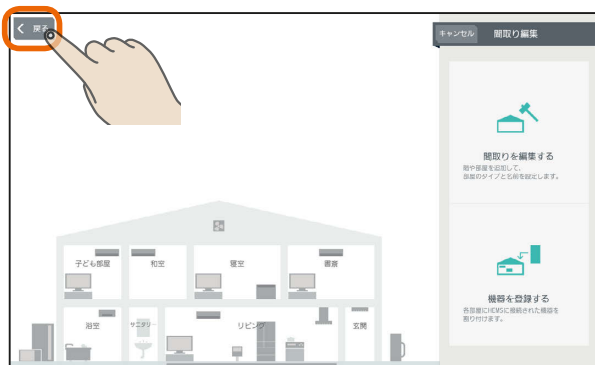 戻る
キャンセル
間取り編集
間取りを編集する
階や部屋を追加して、
部屋のタイプと名前を設定します。
機器を登録する
各部屋にHEMSに接続された機器を
割り付けます。
子ども部屋
和室
寝室
書斎
浴室
サニタリー
リビング
玄関